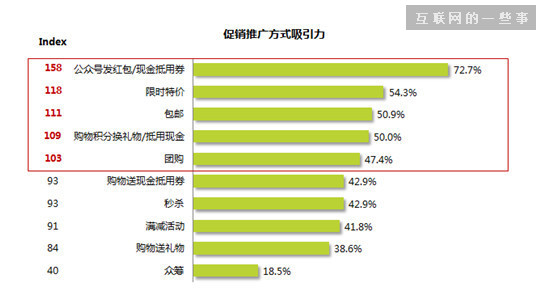 互联网的一些事
促销推广方式吸引力
Index
158 公众号发红包/现金抵用券 72.7%
118 限时特价 54.3%
111 包邮 50.9%
109 购物积分换礼物/抵用现金 50.0%
103 团购 47.4%
93 购物送现金抵用券 42.9%
93 秒杀 42.9%
91 满减活动 41.8%
84 购物送礼物 38.6%
40 众筹 18.5%